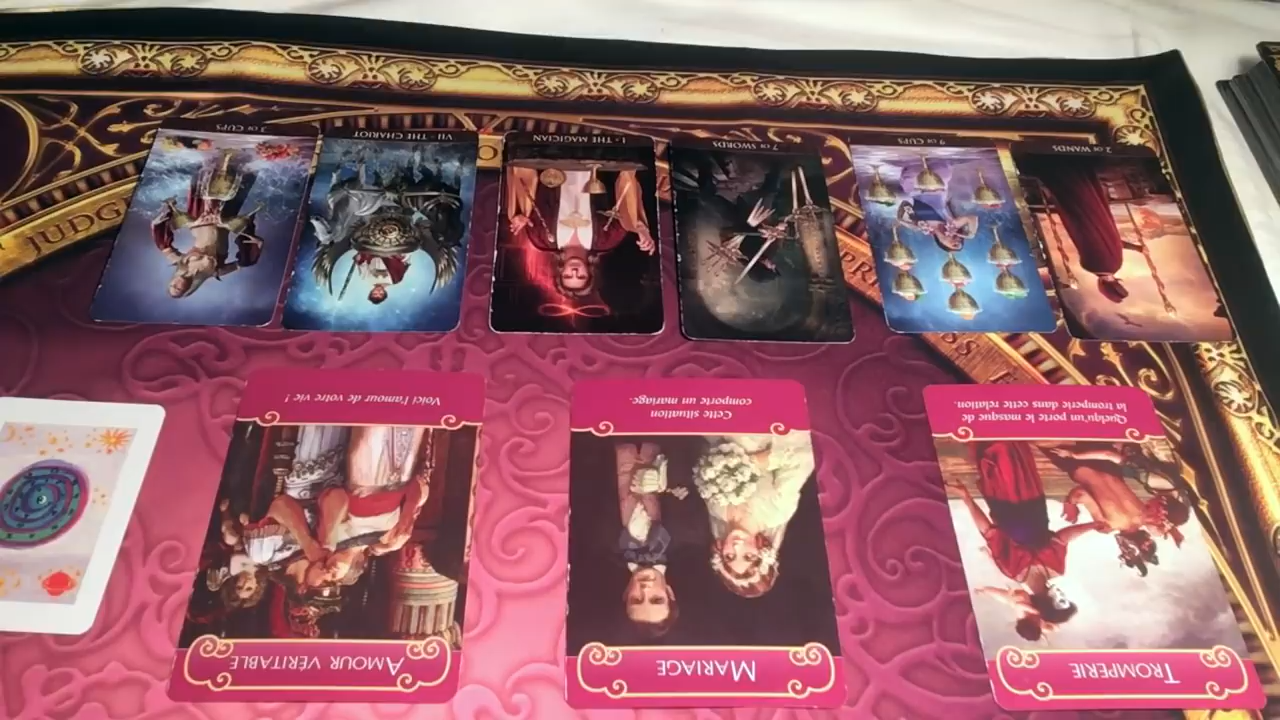 3 OF CUPS
VII - THE CHARIOT
I - THE MAGICIAN
7 OF SWORDS
9 OF CUPS
2 OF WANDS
JUDG
ESS
Voici l'amour de votre vie !
AMOUR VÉRITABLE
Cette situation
comporte un mariage.
MARIAGE
Quelqu'un porte le masque de
la tromperie dans cette relation.
TROMPERIE